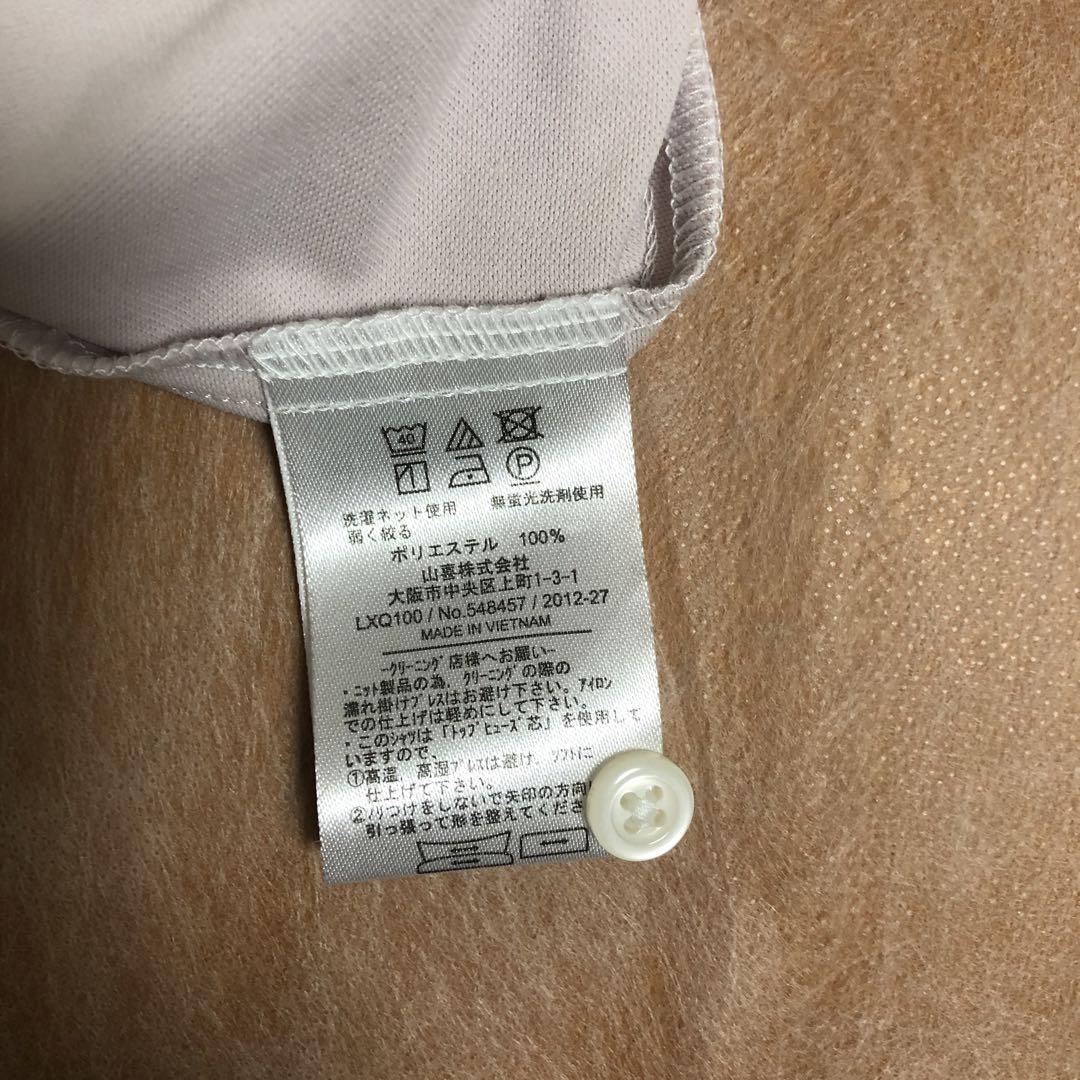 40
洗濯ネット使用 無蛍光洗剤使用
弱く絞る
ポリエステル 100%
山喜株式会社
大阪市中央区上町1-3-1
LXQ100 / No.548457 / 2012-27
MADE IN VIETNAM
-クリーニング店様へお願い-
・ニット製品の為、クリーニングの際の
濡れ掛けプレスはお避け下さい。アイロン
での仕上げは軽めにして下さい。
・このシャツは「トップヒューズ芯」を使用して
いますので、
①高温、高湿プレスは避け、ソフトに
仕上げて下さい。
②ノリつけをしないで矢印の方向に
引っ張って形を整えてくださ